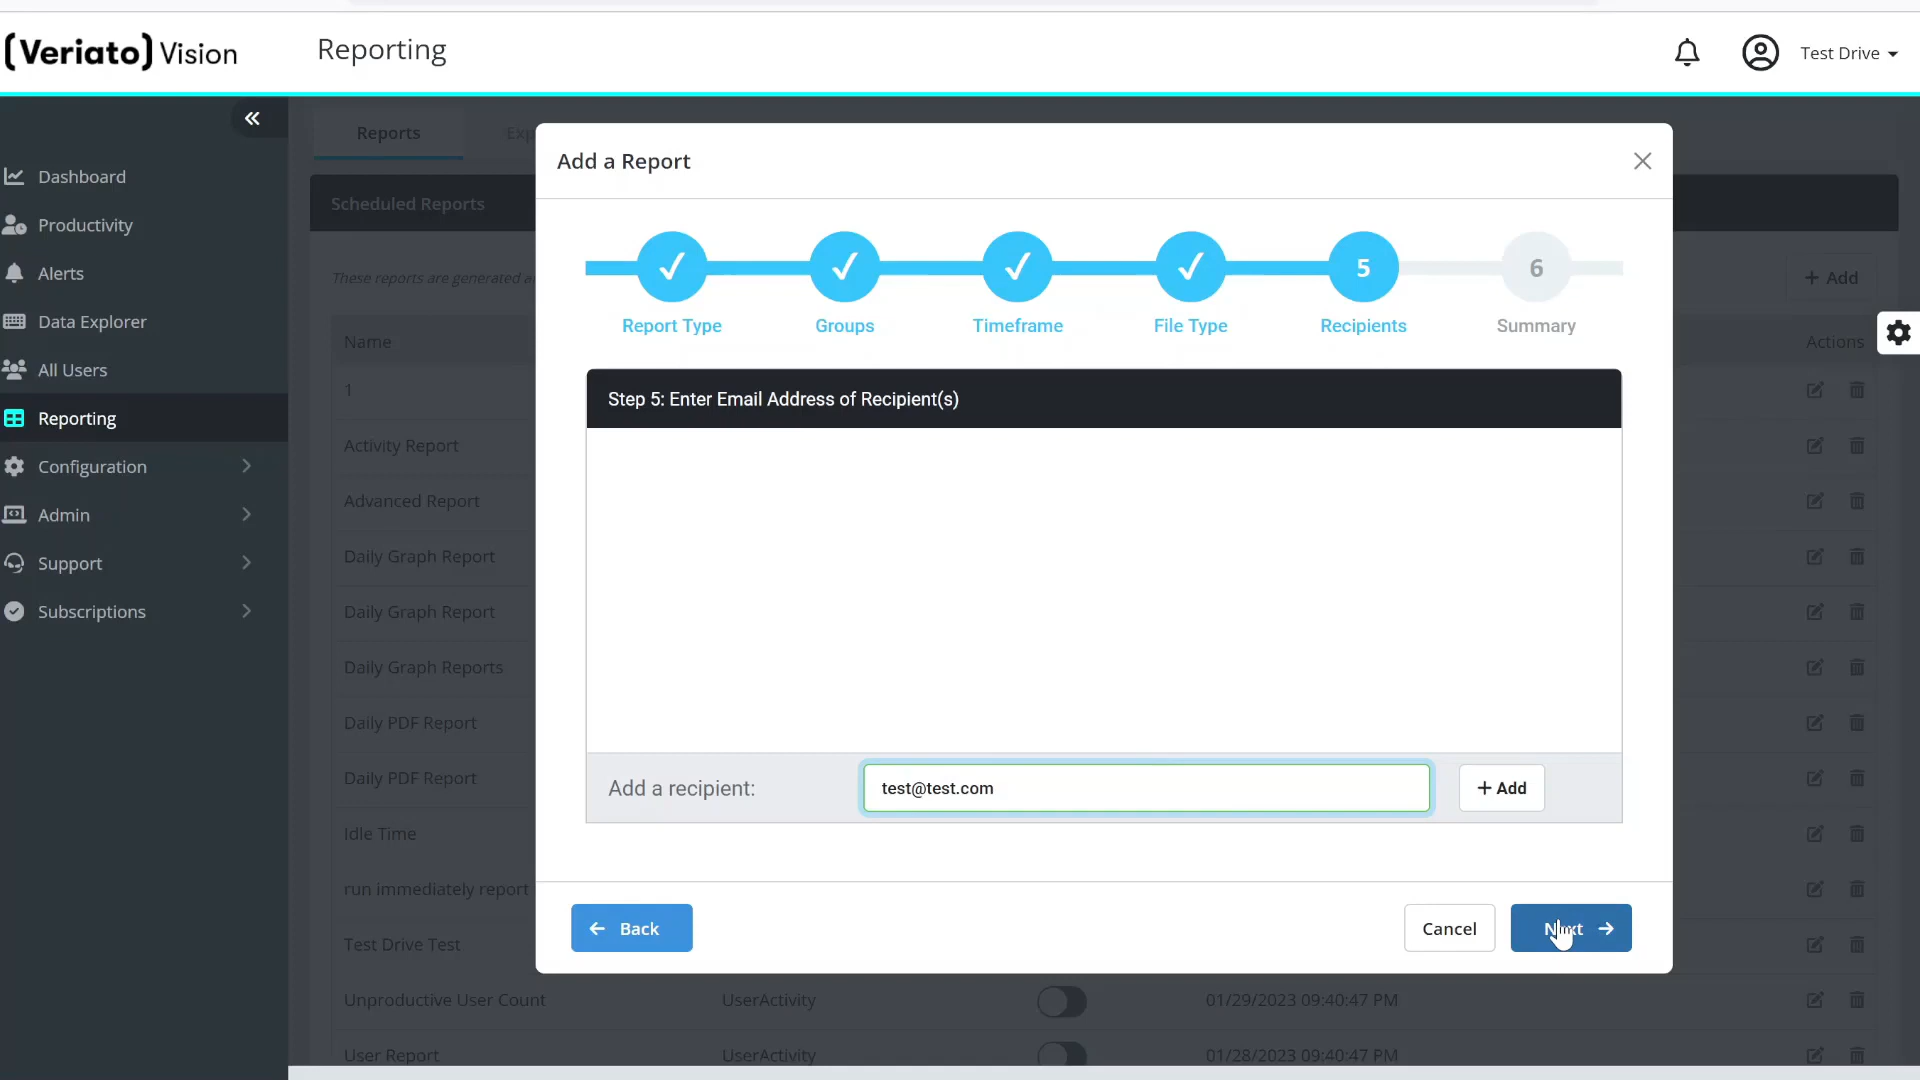 (Veriato) Vision
Reporting
Test Drive
Dashboard
Productivity
Alerts
Data Explorer
All Users
Reporting
Configuration
Admin
Support
Subscriptions
Reports
Scheduled Reports
These reports are generated
+ Add
Name
Actions
1
Activity Report
Advanced Report
Daily Graph Report
Daily Graph Report
Daily Graph Reports
Daily PDF Report
Daily PDF Report
Idle Time
run immediately report
Test Drive Test
Unproductive User Count UserActivity 01/29/2023 09:40:47 PM
User Report UserActivity 01/28/2023 09:40:47 PM
Add a Report
5
6
Report Type
Groups
Timeframe
File Type
Recipients
Summary
Step 5: Enter Email Address of Recipient(s)
Add a recipient:
test@test.com
+ Add
Back
Cancel
Next